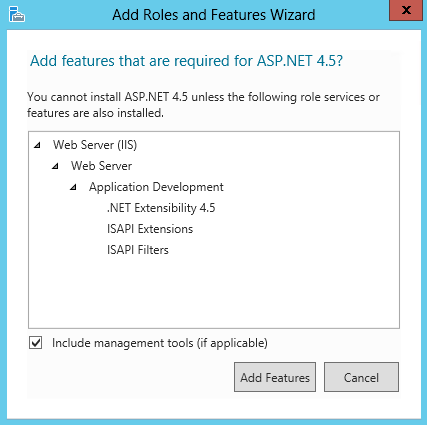 Add Roles and Features Wizard
x
Add features that are required for ASP.NET 4.5?
You cannot install ASP.NET 4.5 unless the following role services or
features are also installed.
Web Server (IIS)
Web Server
Application Development
.NET Extensibility 4.5
ISAPI Extensions
ISAPI Filters
Include management tools (if applicable)
Add Features
Cancel